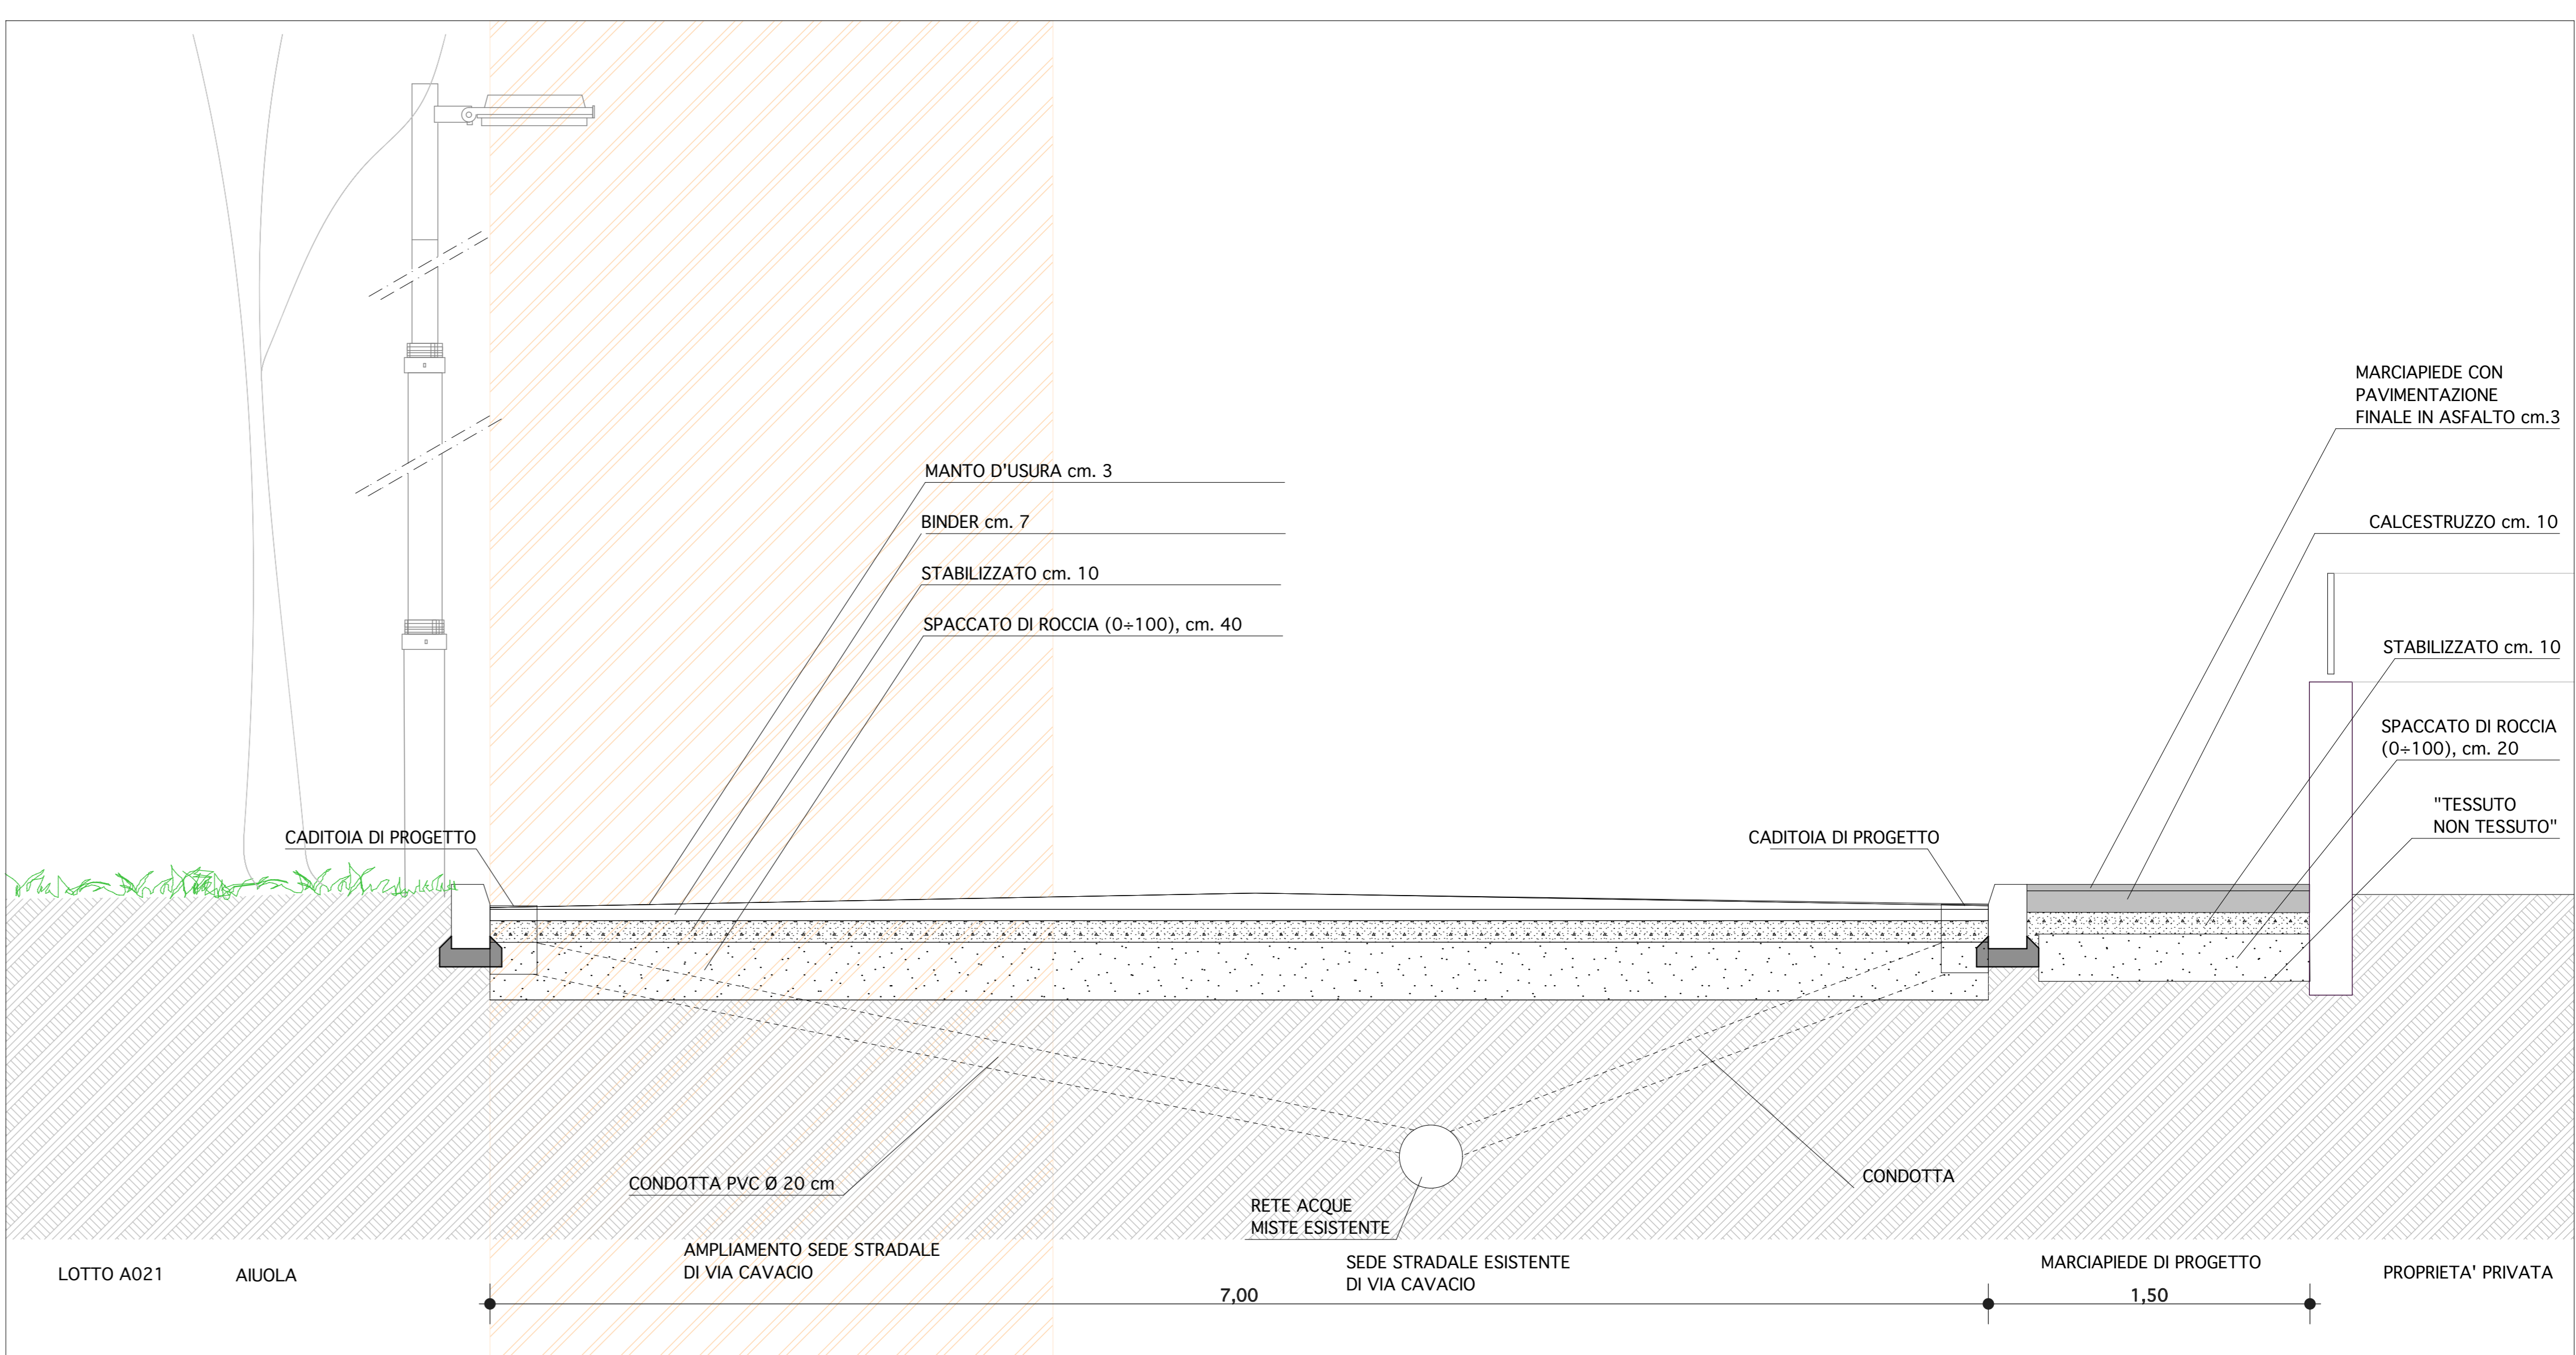 MARCIAPIEDE CON
PAVIMENTAZIONE
FINALE IN ASFALTO cm.3
MANTO D'USURA cm. 3
BINDER cm. 7
CALCESTRUZZO cm. 10
STABILIZZATO cm. 10
SPACCATO DI ROCCIA (0÷100), cm. 40
STABILIZZATO cm. 10
SPACCATO DI ROCCIA
(0÷100), cm. 20
"TESSUTO
NON TESSUTO"
CADITOIA DI PROGETTO
CADITOIA DI PROGETTO
CONDOTTA PVC Ø 20 cm
CONDOTTA
RETE ACQUE
MISTE ESISTENTE
LOTTO A021
AIUOLA
AMPLIAMENTO SEDE STRADALE
DI VIA CAVACIO
SEDE STRADALE ESISTENTE
DI VIA CAVACIO
MARCIAPIEDE DI PROGETTO
PROPRIETA' PRIVATA
7,00
1,50